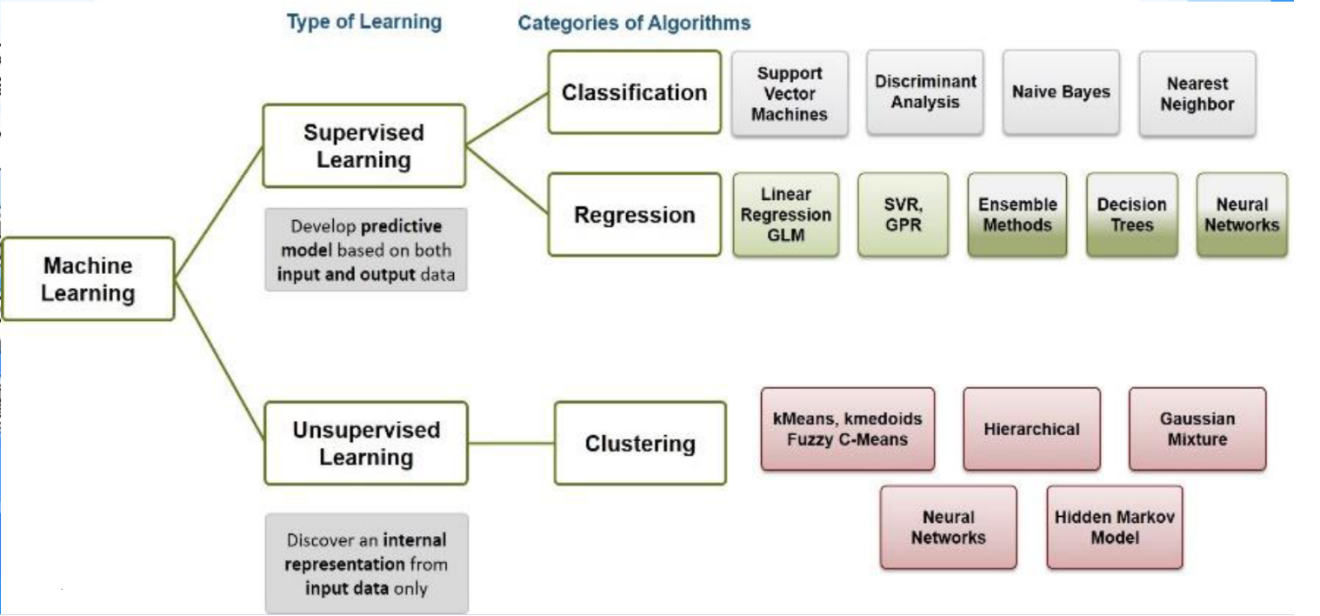 Type of Learning
Categories of Algorithms
Machine
Learning
Supervised
Learning
Develop predictive
model based on both
input and output data
Classification
Support
Vector
Machines
Discriminant
Analysis
Naive Bayes
Nearest
Neighbor
Regression
Linear
Regression
GLM
SVR,
GPR
Ensemble
Methods
Decision
Trees
Neural
Networks
Unsupervised
Learning
Discover an internal
representation from
input data only
Clustering
kMeans, kmedoids
Fuzzy C-Means
Hierarchical
Gaussian
Mixture
Neural
Networks
Hidden Markov
Model